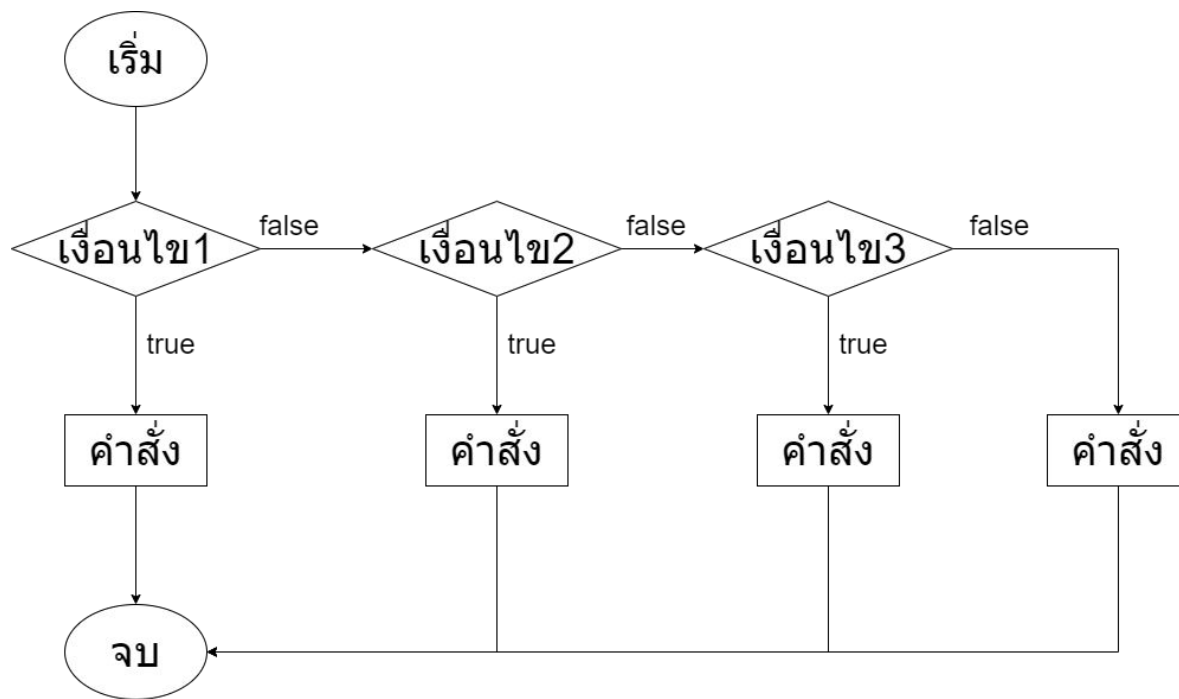 เริ่ม
เงื่อนไข1
false
เงื่อนไข2
false
เงื่อนไข3
false
true
true
true
คำสั่ง
คำสั่ง
คำสั่ง
คำสั่ง
จบ